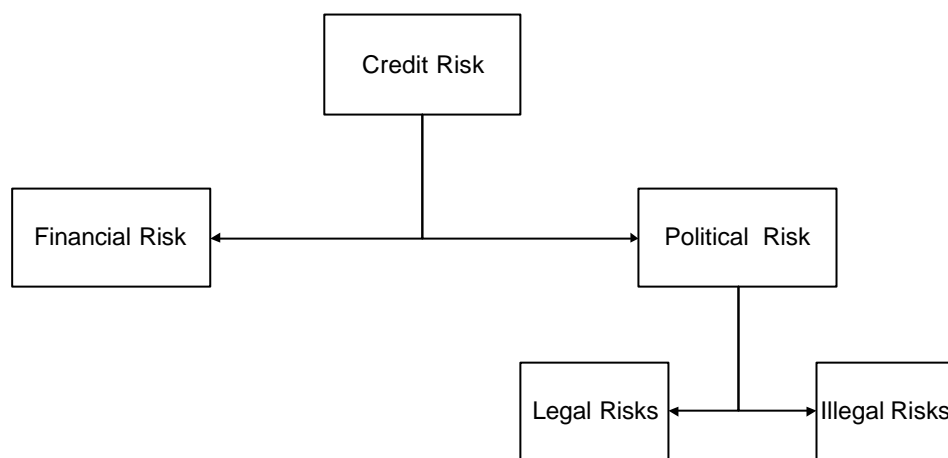 Credit Risk
Financial Risk
Political Risk
Legal Risks
Illegal Risks